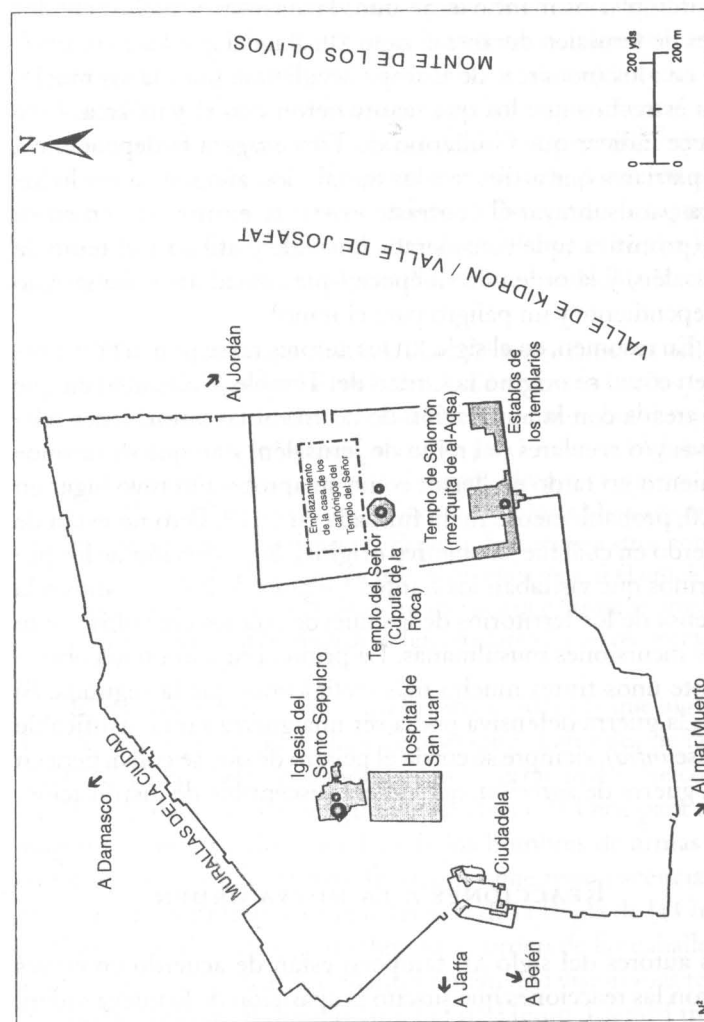 N
MONTE DE LOS OLIVOS
VALLE DE KIDRÓN / VALLE DE JOSAFAT
0 200 yds
0 200 m
Al Jordán
A Damasco
MURALLAS DE LA CIUDAD
Emplazamiento
de la casa de los
canónigos del
Templo del Señor
Templo del Señor
(Cúpula de la
Roca)
Templo de Salomón
(mezquita de al-Aqsa)
Establos de
los templarios
Iglesia del
Santo Sepulcro
Hospital de
San Juan
Ciudadela
A Jaffa
A Belén
Al mar Muerto